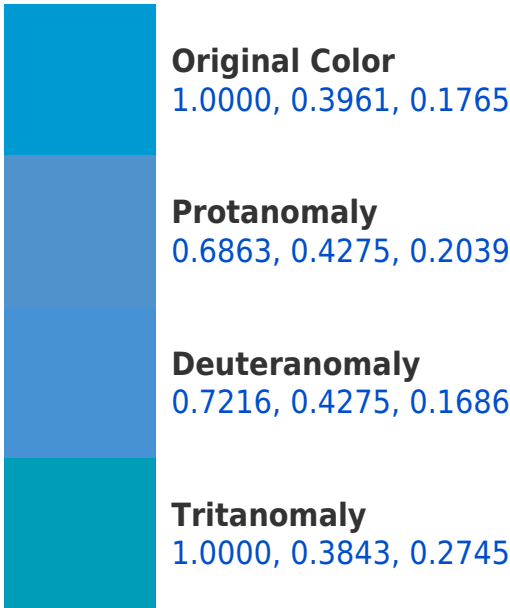 Original Color
1.0000, 0.3961, 0.1765
Protanomaly
0.6863, 0.4275, 0.2039
Deuteranomaly
0.7216, 0.4275, 0.1686
Tritanomaly
1.0000, 0.3843, 0.2745